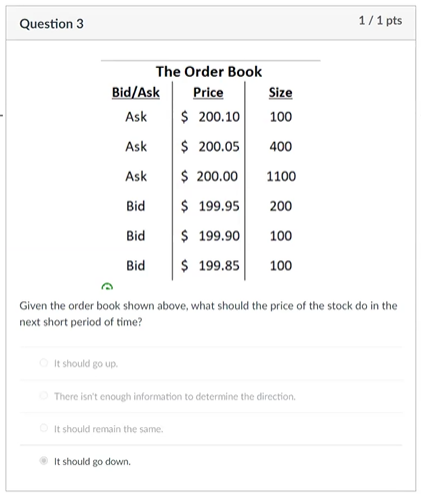 Question 3
1 / 1 pts
The Order Book
Bid/Ask Price Size
Ask $ 200.10 100
Ask $ 200.05 400
Ask $ 200.00 1100
Bid $ 199.95 200
Bid $ 199.90 100
Bid $ 199.85 100
Given the order book shown above, what should the price of the stock do in the
next short period of time?
It should go up.
There isn't enough information to determine the direction.
It should remain the same.
It should go down.